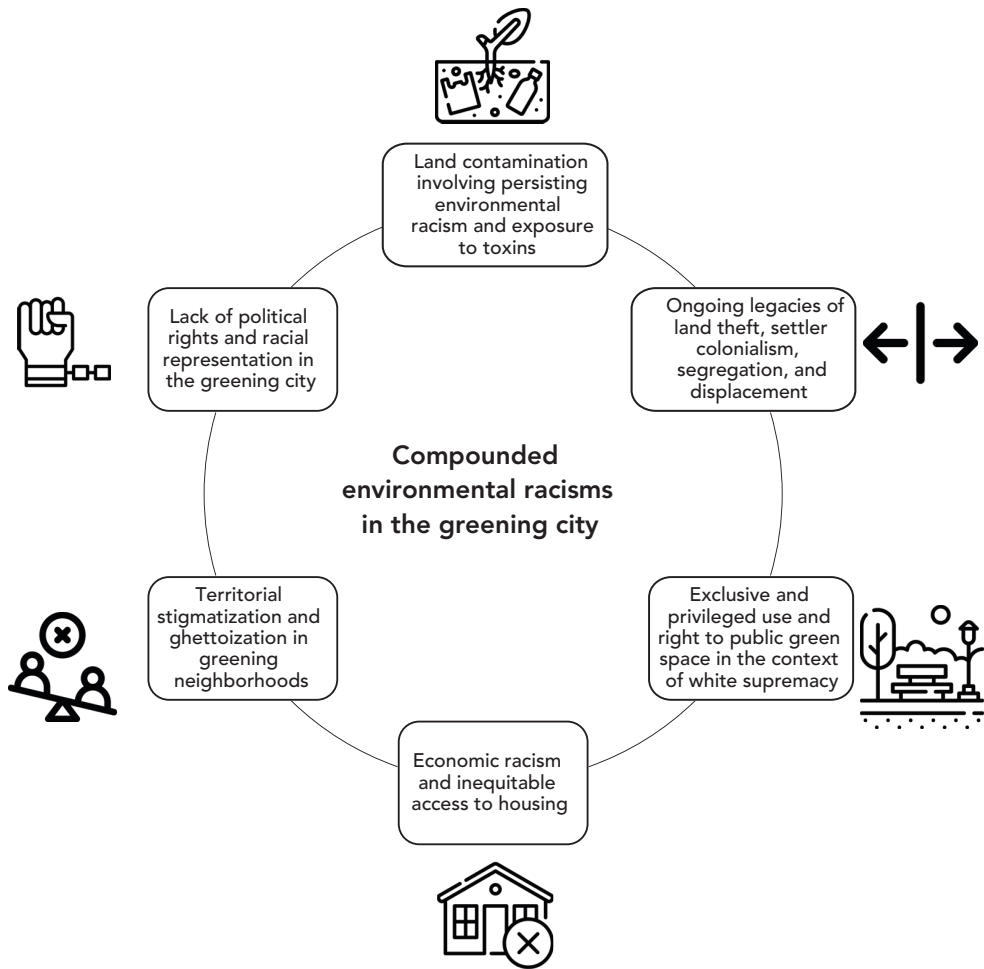 Land contamination
involving persisting
environmental
racism and exposure
to toxins
Ongoing legacies of
land theft, settler
colonialism,
segregation, and
displacement
Exclusive and
privileged use and
right to public green
space in the context
of white supremacy
Economic racism
and inequitable
access to housing
Territorial
stigmatization and
ghettoization in
greening
neighborhoods
Lack of political
rights and racial
representation in
the greening city
Compounded
environmental racisms
in the greening city